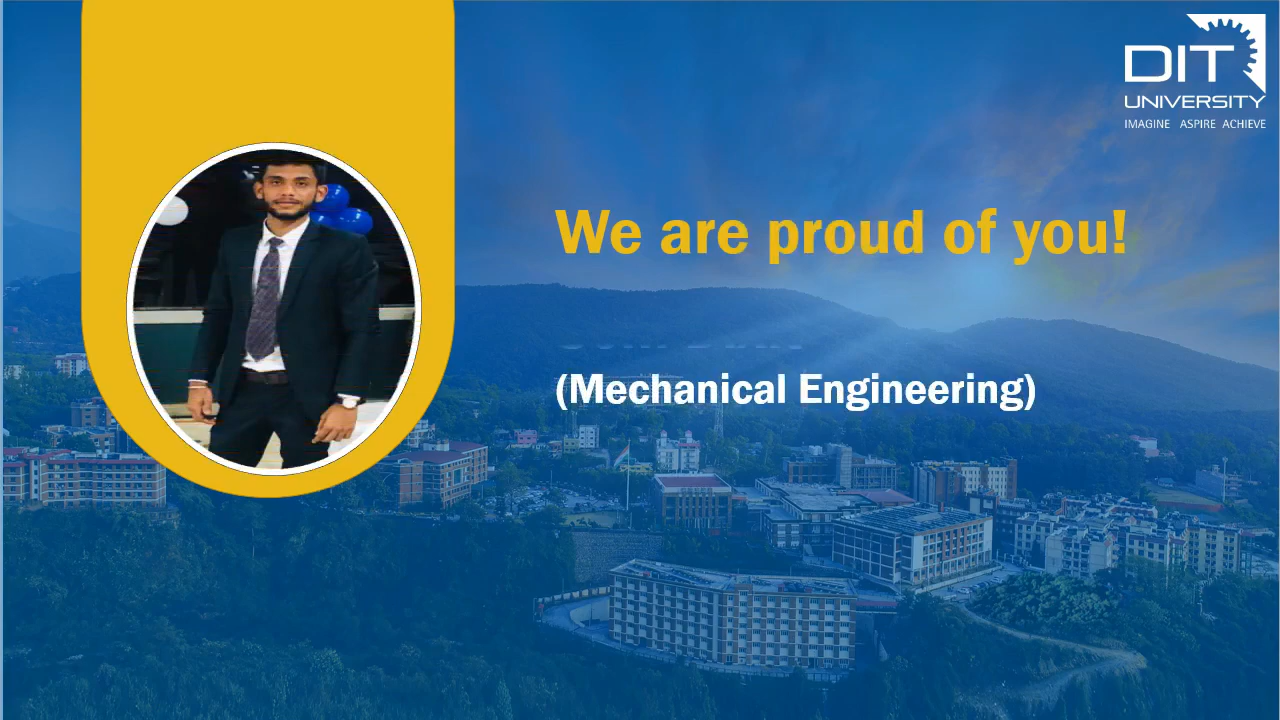 DIT
UNIVERSITY
IMAGINE ASPIRE ACHIEVE
We are proud of you!
(Mechanical Engineering)